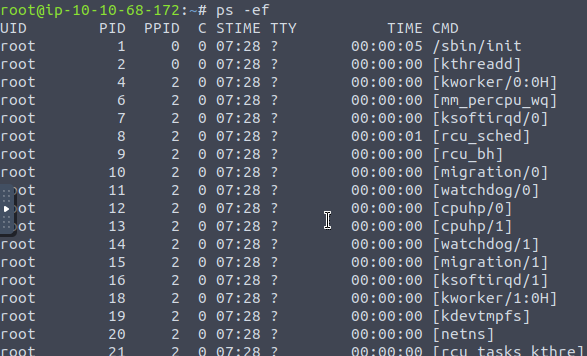 root@ip-10-10-68-172:~# ps -ef
UID PID PPID C STIME TTY TIME CMD
root 1 0 0 07:28 ? 00:00:05 /sbin/init
root 2 0 0 07:28 ? 00:00:00 [kthreadd]
root 4 2 0 07:28 ? 00:00:00 [kworker/0:0H]
root 6 2 0 07:28 ? 00:00:00 [mm_percpu_wq]
root 7 2 0 07:28 ? 00:00:00 [ksoftirqd/0]
root 8 2 0 07:28 ? 00:00:01 [rcu_sched]
root 9 2 0 07:28 ? 00:00:00 [rcu_bh]
root 10 2 0 07:28 ? 00:00:00 [migration/0]
root 11 2 0 07:28 ? 00:00:00 [watchdog/0]
root 12 2 0 07:28 ? 00:00:00 [cpuhp/0]
root 13 2 0 07:28 ? 00:00:00 [cpuhp/1]
root 14 2 0 07:28 ? 00:00:00 [watchdog/1]
root 15 2 0 07:28 ? 00:00:00 [migration/1]
root 16 2 0 07:28 ? 00:00:00 [ksoftirqd/1]
root 18 2 0 07:28 ? 00:00:00 [kworker/1:0H]
root 19 2 0 07:28 ? 00:00:00 [kdevtmpfs]
root 20 2 0 07:28 ? 00:00:00 [netns]
root 21 2 0 07:28 ? 00:00:00 [rcu_tasks_kthre]